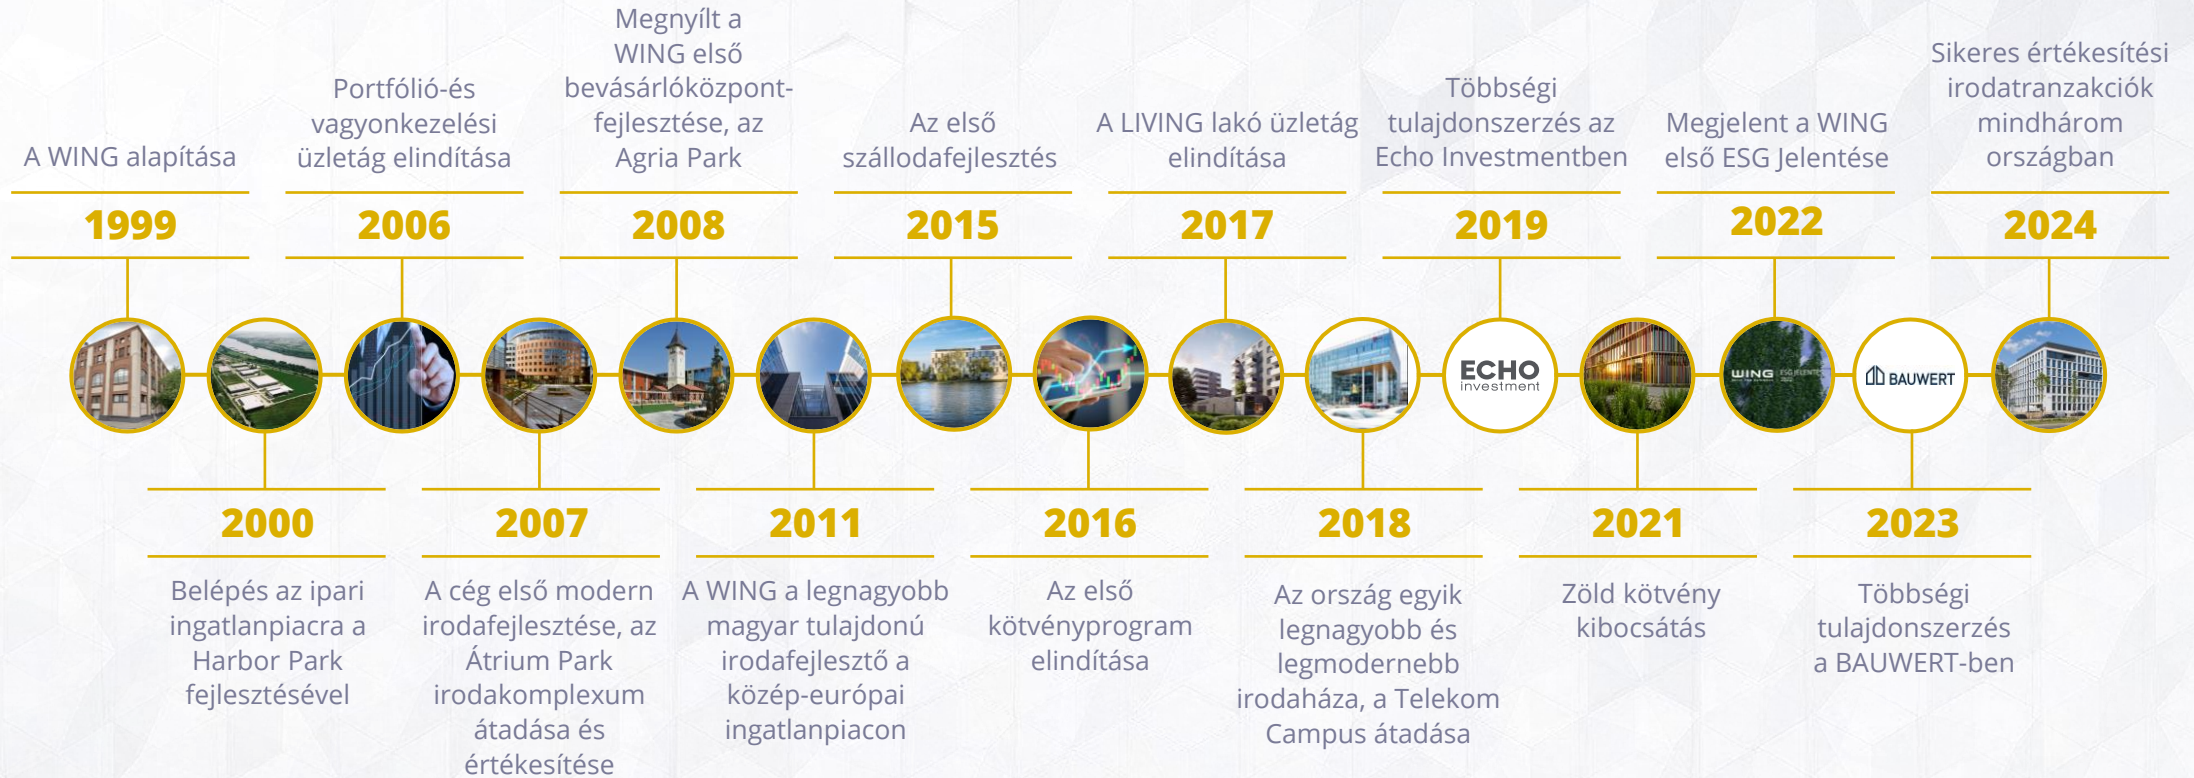 A WING alapítása
1999
2000
Belépés az ipari
ingatlanpiacra a
Harbor Park
fejlesztésével
Portfólió-és
vagyonkezelési
üzletág elindítása
2006
2007
A cég első modern
irodafejlesztése, az
Átrium Park
irodakomplexum
átadása és
értékesítése
Megnyílt a
WING első
bevásárlóközpont-
fejlesztése, az
Agria Park
2008
2011
A WING a legnagyobb
magyar tulajdonú
irodafejlesztő a
közép-európai
ingatlanpiacon
Az első
szállodafejlesztés
2015
2016
Az első
kötvényprogram
elindítása
A LIVING lakó üzletág
elindítása
2017
2018
Az ország egyik
legnagyobb és
legmodernebb
irodaháza, a Telekom
Campus átadása
Többségi
tulajdonszerzés az
Echo Investmentben
2019
ECHO
investment
2021
Zöld kötvény
kibocsátás
Megjelent a WING
első ESG Jelentése
2022
WING
ESG JELENTÉS
2022
BAUWERT
2023
Többségi
tulajdonszerzés
a BAUWERT-ben
Sikeres értékesítési
irodatranzakciók
mindhárom
országban
2024